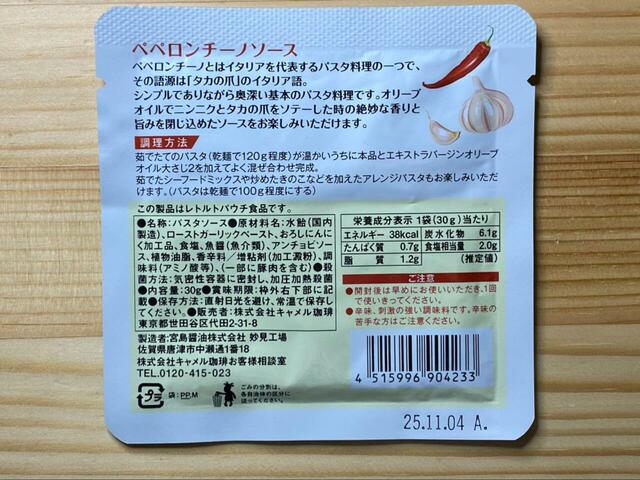 ペペロンチーノソース
ペペロンチーノとはイタリアを代表するパスタ料理の一つで、
その語源は「タカの爪」のイタリア語。
シンプルでありながら奥深い基本のパスタ料理です。オリーブ
オイルでニンニクとタカの爪をソテーした時の絶妙な香りと
旨みを閉じ込めたソースをお楽しみいただけます。
調理方法
茹でたてのパスタ(乾麺で120g程度)が温かいうちに本品とエキストラバージンオリーブ
オイル大さじ2を加えてよく混ぜ合わせ完成。
茹でたシーフードミックスや炒めたきのこなどを加えたアレンジパスタもお楽しみいただ
けます。(パスタは乾麺で100g程度にする)
この製品はレトルトパウチ食品です。
●名称:パスタソース●原材料名:水飴(国内
製造)、ローストガーリックペースト、おろしにんに
く加工品、食塩、魚醤(魚介類)、アンチョビソー
ス、植物油脂、香辛料/増粘剤(加工澱粉)、調
味料(アミノ酸等)、(一部に豚肉を含む)●殺
菌方法:気密性容器に密封し、加圧加熱殺菌
●内容量:30g●賞味期限:枠外右下部に記
載●保存方法:直射日光を避け、常温で保存し
てください。●販売者:株式会社キャメル珈琲
東京都世田谷区代田2-31-8
製造者:宮島醤油株式会社 妙見工場
佐賀県唐津市中瀬通1番18
株式会社キャメル珈琲お客様相談室
TEL.0120-415-023
プラ
袋:PP,M
ごみの分別は、
各自治体の区分に
従ってください。
栄養成分表示 1袋(30g)当たり
エネルギー 38kcal 炭水化物 6.1g
たんぱく質 0.7g 食塩相当量 2.0g
脂質 1.2g (推定値)
ご注意
●開封後は早めにお使いいただき、1回
で使いきってください。
●辛味、刺激の強い調味料です。辛味の
苦手な方はご注意ください。
4 515996 904233
25.11.04 A.